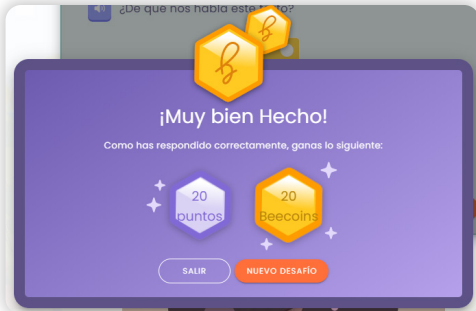 ¿De que nos habla este texto?
¡Muy bien Hecho!
Como has respondido correctamente, ganas lo siguiente:
20
puntos
20
Beecoins
SALIR
NUEVO DESAFÍO